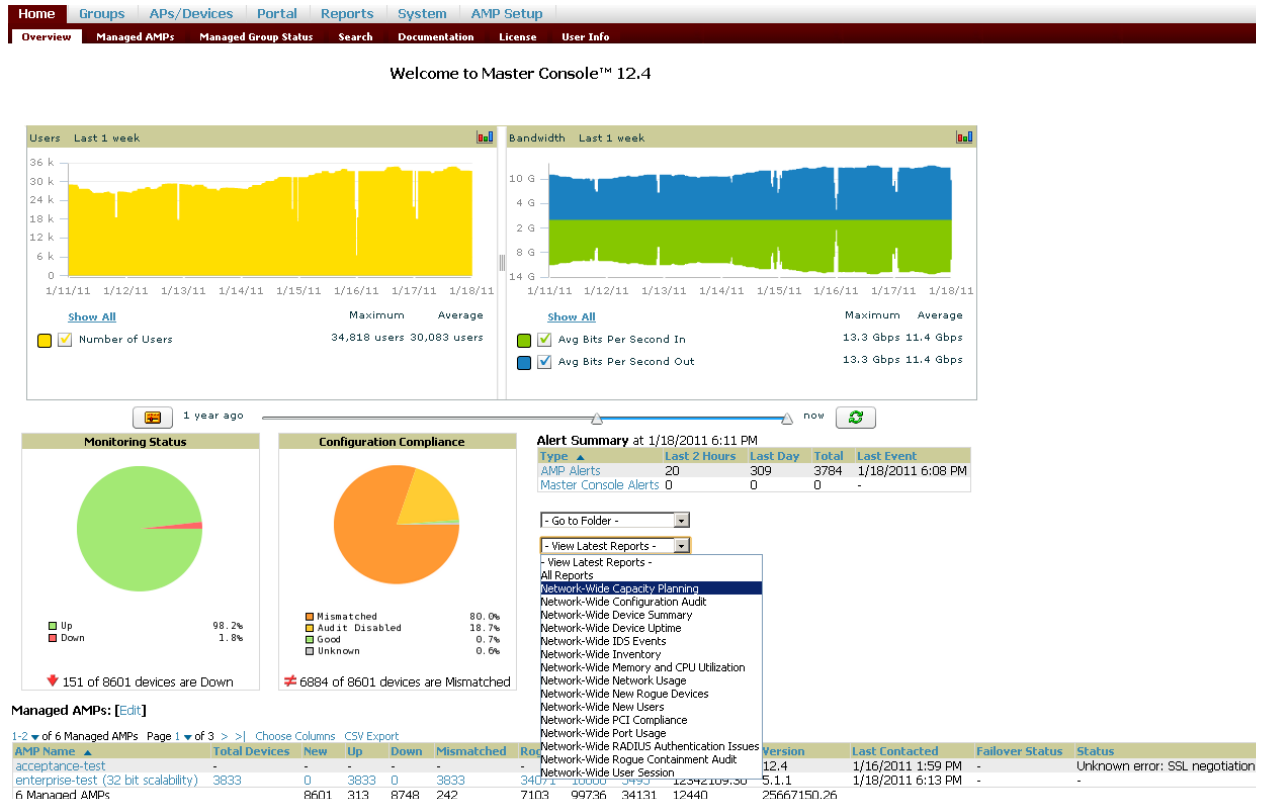 Home Groups APs/Devices Portal Reports System AMP Setup
Overview Managed AMPs Managed Group Status Search Documentation License User Info
Welcome to Master Console™ 12.4
Users Last 1 week
36 k
30 k
24 k
18 k
12 k
6 k
0
1/11/11 1/12/11 1/13/11 1/14/11 1/15/11 1/16/11 1/17/11 1/18/11
Show All Maximum Average
Number of Users 34,818 users 30,083 users
Bandwidth Last 1 week
10 G
4 G
2 G
8 G
14 G
1/11/11 1/12/11 1/13/11 1/14/11 1/15/11 1/16/11 1/17/11 1/18/11
Show All Maximum Average
Avg Bits Per Second In 13.3 Gbps 11.4 Gbps
Avg Bits Per Second Out 13.3 Gbps 11.4 Gbps
1 year ago now
Monitoring Status
Up 98.2%
Down 1.8%
151 of 8601 devices are Down
Configuration Compliance
Mismatched 80.0%
Audit Disabled 18.7%
Good 0.7%
Unknown 0.6%
≠ 6884 of 8601 devices are Mismatched
Alert Summary at 1/18/2011 6:11 PM
Type ▲ Last 2 Hours Last Day Total Last Event
AMP Alerts 20 309 3784 1/18/2011 6:08 PM
Master Console Alerts 0 0 0 -
- Go to Folder -
- View Latest Reports -
- View Latest Reports -
All Reports
Network-Wide Capacity Planning
Network-Wide Configuration Audit
Network-Wide Device Summary
Network-Wide Device Uptime
Network-Wide IDS Events
Network-Wide Inventory
Network-Wide Memory and CPU Utilization
Network-Wide Network Usage
Network-Wide New Rogue Devices
Network-Wide New Users
Network-Wide PCI Compliance
Network-Wide Port Usage
Network-Wide RADIUS Authentication Issues
Network-Wide Rogue Containment Audit
Network-Wide User Session
Managed AMPs: [Edit]
1-2 ▼ of 6 Managed AMPs Page 1 ▼ of 3 > >| Choose Columns CSV Export
AMP Name ▲ Total Devices New Up Down Mismatched Version Last Contacted Failover Status Status
acceptance-test - - - - - 12.4 1/16/2011 1:59 PM - Unknown error: SSL negotiation
enterprise-test (32 bit scalability) 3833 0 3833 0 3833 5.1.1 1/18/2011 6:13 PM - -
6 Managed AMPs 8601 313 8748 242 7103 99736 34131 12440 25667150.26